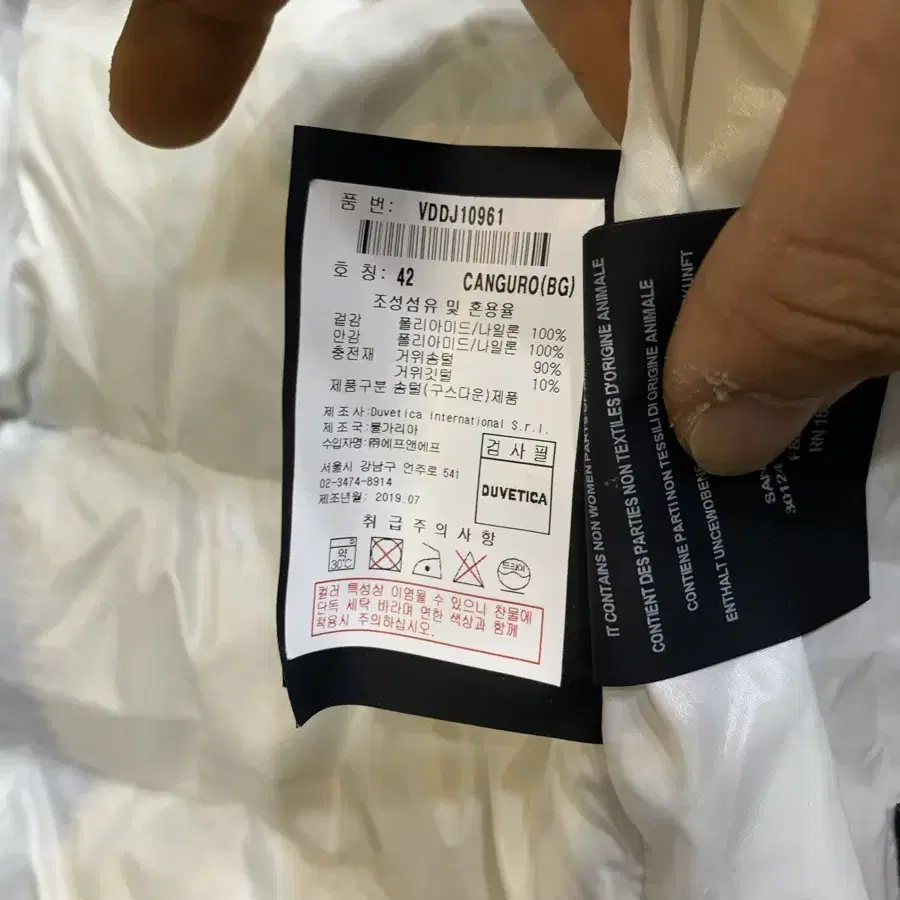 품 번: VDDJ10961
호 칭: 42 CANGURO(BG)
조성섬유 및 혼용율
겉감 폴리아미드/나일론 100%
안감 폴리아미드/나일론 100%
충전재 거위솜털 90%
거위깃털 10%
제품구분 솜털(구스다운)제품
제 조 사:Duvetica International S.r.l.
제 조 국:불가리아
수입자명:㈜에프앤에프
서울시 강남구 언주로 541
02-3474-8914
제조년월: 2019.07
검 사 필
DUVETICA
취 급 주 의 사 항
약
30℃
드라이
컬러 특성상 이염될 수 있으니 찬물에
단독 세탁 바라며 연한 색상과 함께
착용시 주의하십시오.
IT CONTAINS NON WOMEN PARTS OF
CONTIENT DES PARTIES NON TEXTILES D'ORIGINE ANIMALE
CONTIENE PARTI NON TESSILI DI ORIGINE ANIMALE
ENTHALT UNCEWOBEN